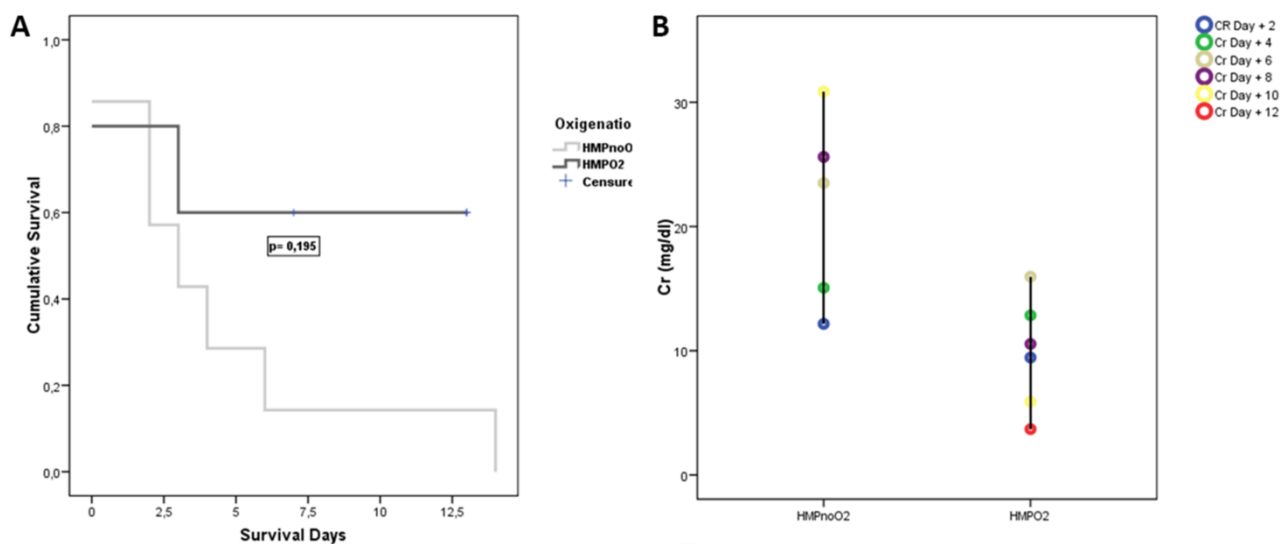 A
Cumulative Survival
1,0
0,8
0,6
0,4
0,2
0,0
p= 0,195
0 2,5 5 7,5 10 12,5
Survival Days
Oxigenatio
HMPnoO
HMPO2
Censure
B
Cr (mg/dl)
30
20
10
0
HMPnoO2 HMPO2
CR Day + 2
Cr Day + 4
Cr Day + 6
Cr Day + 8
Cr Day + 10
Cr Day + 12